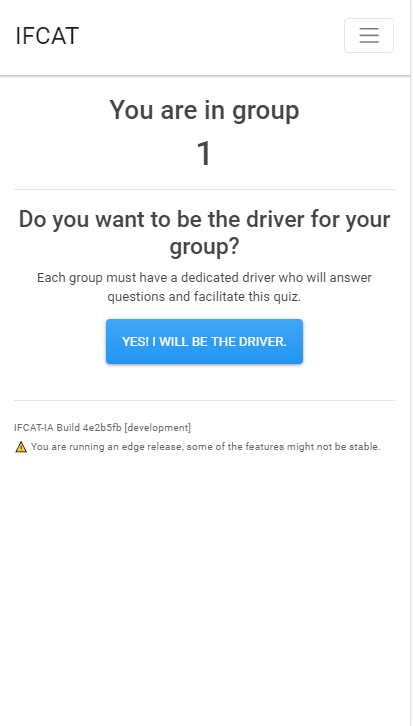 IFCAT
You are in group
1
Do you want to be the driver for your
group?
Each group must have a dedicated driver who will answer
questions and facilitate this quiz.
YES! I WILL BE THE DRIVER.
IFCAT-IA Build 4e2b5fb [development]
⚠ You are running an edge release, some of the features might not be stable.